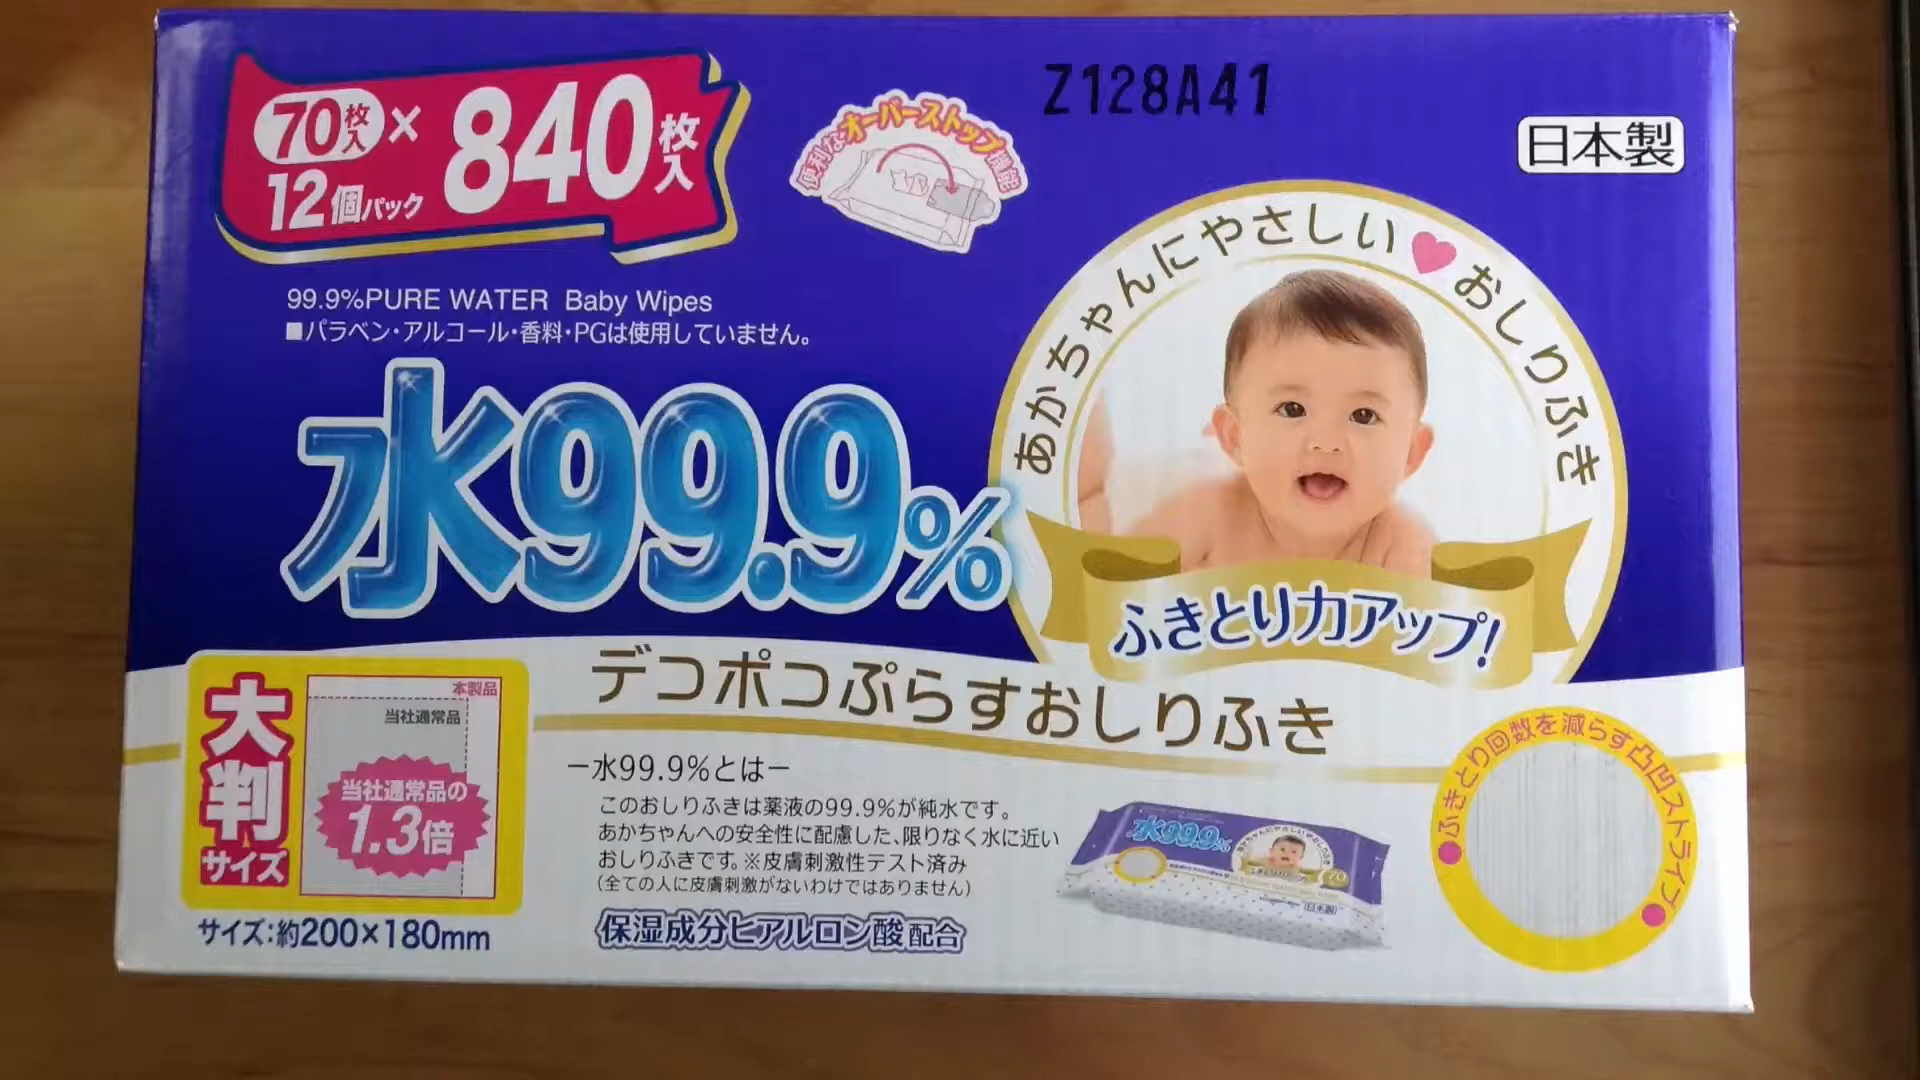 70枚入×
12個パック
840枚入
便利なオーバーストップ機能
Z128A41
日本製
99.9%PURE WATER Baby Wipes
■パラベン・アルコール・香料・PGは使用していません。
水99.9%
あかちゃんにやさしい♥おしりふき
ふきとり力アップ!
デコポコぷらすおしりふき
大判サイズ
本製品
当社通常品
当社通常品の
1.3倍
サイズ:約200×180mm
ー水99.9%とはー
このおしりふきは薬液の99.9%が純水です。
あかちゃんへの安全性に配慮した、限りなく水に近い
おしりふきです。※皮膚刺激性テスト済み
(全ての人に皮膚刺激がないわけではありません)
保湿成分ヒアルロン酸配合
水99.9%
70
日本製
●ふきとり回数を減らす凸凹ストライプ●